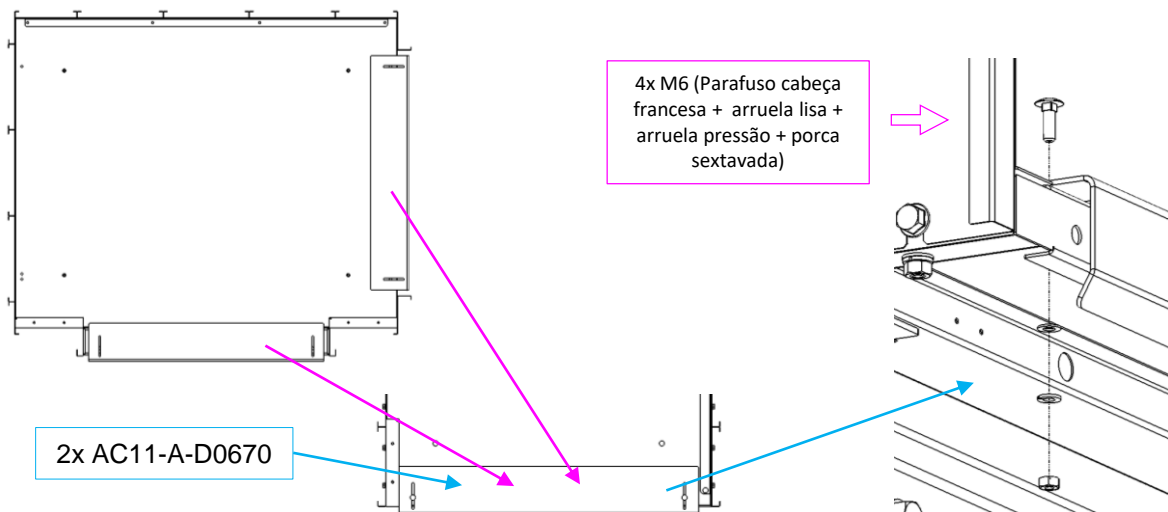 4x M6 (Parafuso cabeça
francesa + arruela lisa +
arruela pressão + porca
sextavada)
2x AC11-A-D0670